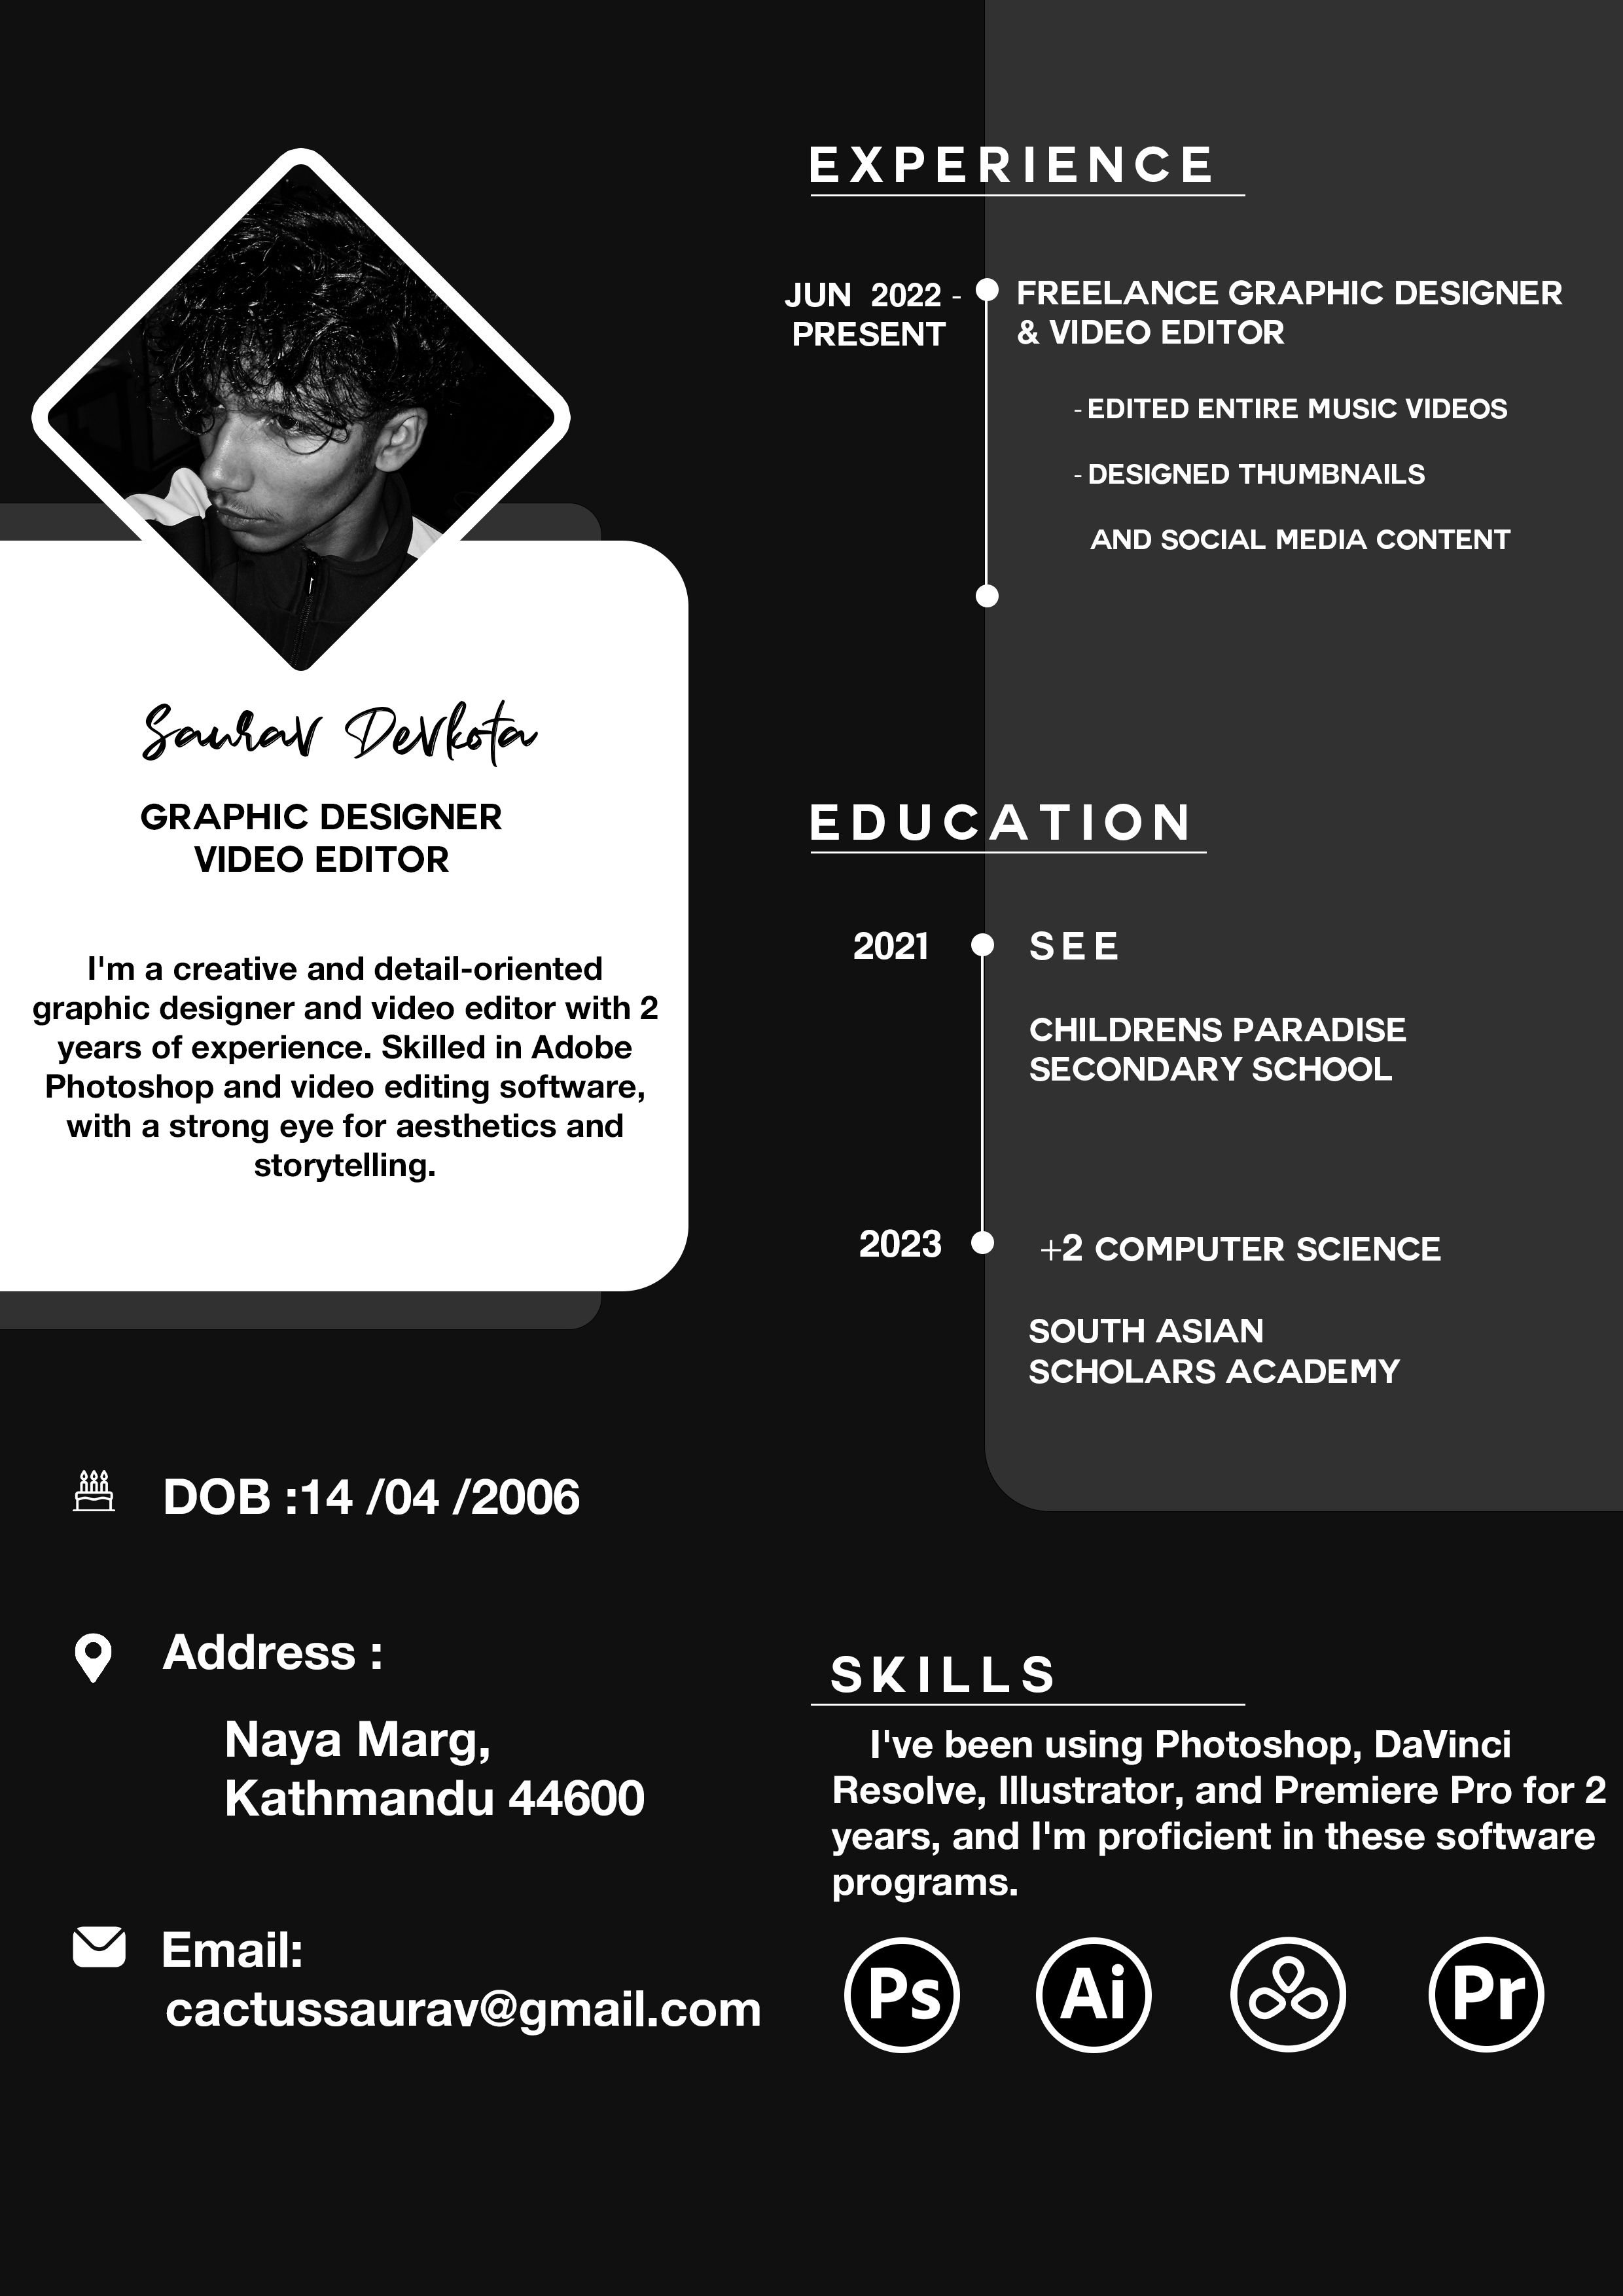 Saurav Devkota
GRAPHIC DESIGNER
VIDEO EDITOR
I'm a creative and detail-oriented
graphic designer and video editor with 2
years of experience. Skilled in Adobe
Photoshop and video editing software,
with a strong eye for aesthetics and
storytelling.
DOB :14 /04 /2006
Address :
Naya Marg,
Kathmandu 44600
Email:
cactussaurav@gmail.com
EXPERIENCE
JUN 2022 -
PRESENT
FREELANCE GRAPHIC DESIGNER
& VIDEO EDITOR
- EDITED ENTIRE MUSIC VIDEOS
- DESIGNED THUMBNAILS
AND SOCIAL MEDIA CONTENT
EDUCATION
2021
SEE
CHILDRENS PARADISE
SECONDARY SCHOOL
2023
+2 COMPUTER SCIENCE
SOUTH ASIAN
SCHOLARS ACADEMY
SKILLS
I've been using Photoshop, DaVinci
Resolve, Illustrator, and Premiere Pro for 2
years, and I'm proficient in these software
programs.
Ps Ai Pr